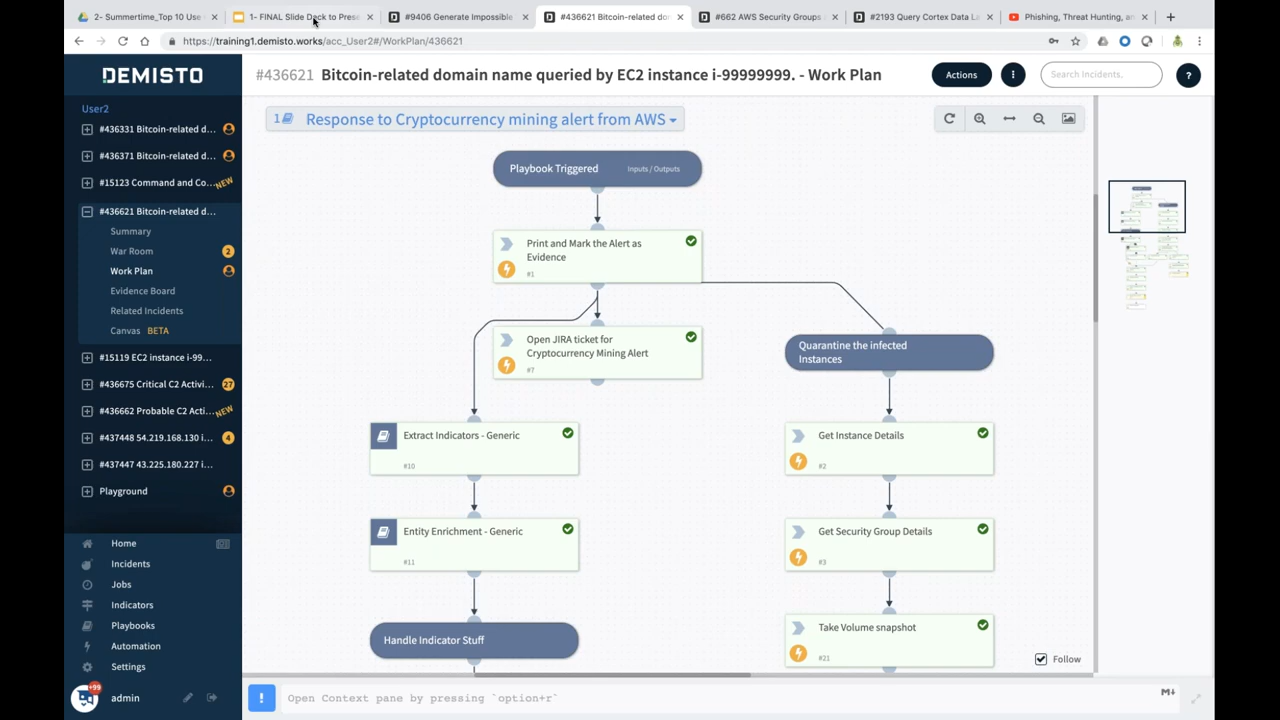 2- Summertime_Top 10 Use
1- FINAL Slide Deck to Prese
#9406 Generate Impossible
#436621 Bitcoin-related dom
#662 AWS Security Groups
#2193 Query Cortex Data La
Phishing, Threat Hunting, an
https://training1.demisto.works/acc_User2#/WorkPlan/436621
DEMISTO
#436621 Bitcoin-related domain name queried by EC2 instance i-99999999. - Work Plan
Actions
Search Incidents,
?
User2
#436331 Bitcoin-related d...
#436371 Bitcoin-related d...
#15123 Command and Co...
NEW
#436621 Bitcoin-related d...
Summary
War Room
2
Work Plan
Evidence Board
Related Incidents
Canvas BETA
#15119 EC2 instance i-99...
#436675 Critical C2 Activi...
27
#436662 Probable C2 Acti...
NEW
#437448 54.219.168.130 i...
4
#437447 43.225.180.227 i...
Playground
Home
Incidents
Jobs
Indicators
Playbooks
Automation
Settings
+99
admin
1
Response to Cryptocurrency mining alert from AWS
Playbook Triggered
Inputs / Outputs
Print and Mark the Alert as
Evidence
#1
Open JIRA ticket for
Cryptocurrency Mining Alert
#7
Quarantine the infected
Instances
Extract Indicators - Generic
#10
Get Instance Details
#2
Entity Enrichment - Generic
#11
Get Security Group Details
#3
Handle Indicator Stuff
Take Volume snapshot
#21
Follow
!
Open Context pane by pressing `option+r`
M